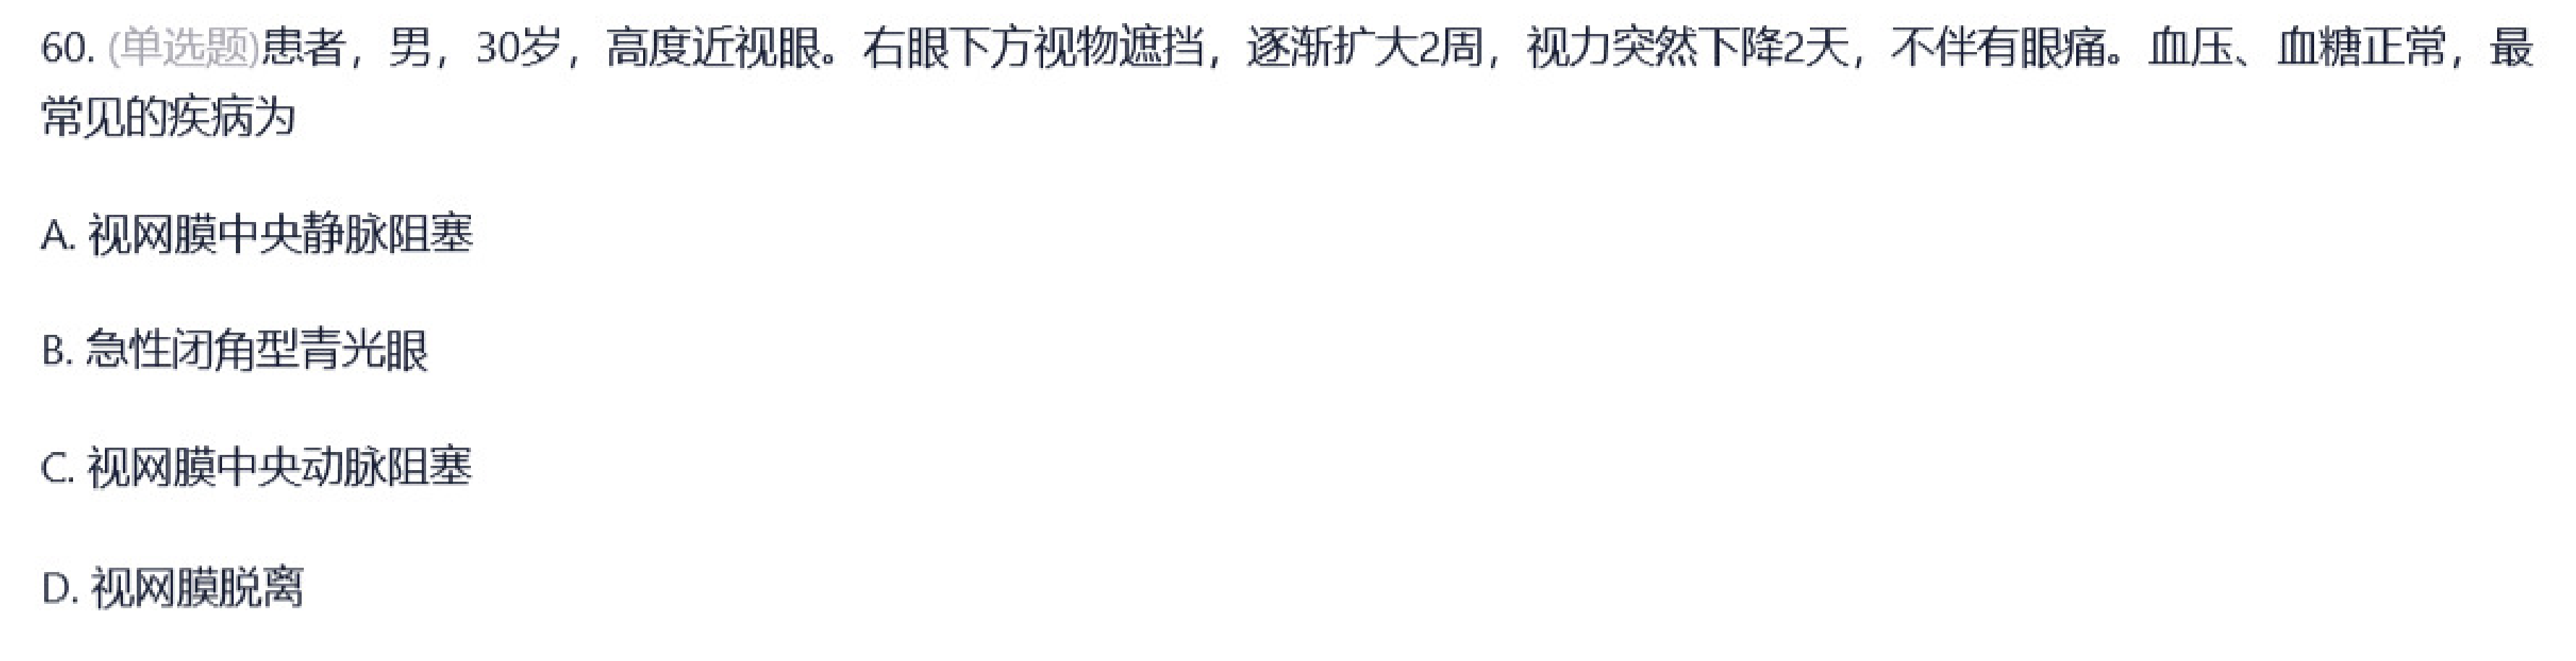 60. (单选题)患者，男，30岁，高度近视眼。右眼下方视物遮挡，逐渐扩大2周，视力突然下降2天，不伴有眼痛。血压、血糖正常，最
常见的疾病为
A. 视网膜中央静脉阻塞
B. 急性闭角型青光眼
C. 视网膜中央动脉阻塞
D. 视网膜脱离